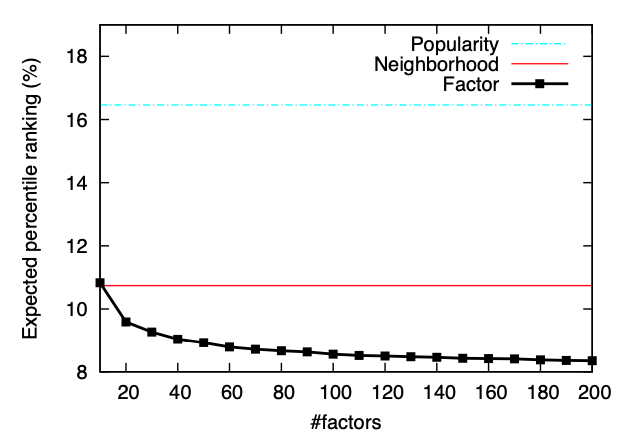 Popularity
Neighborhood
Factor
Expected percentile ranking (%)
18
16
14
12
10
8
20 40 60 80 100 120 140 160 180 200
#factors